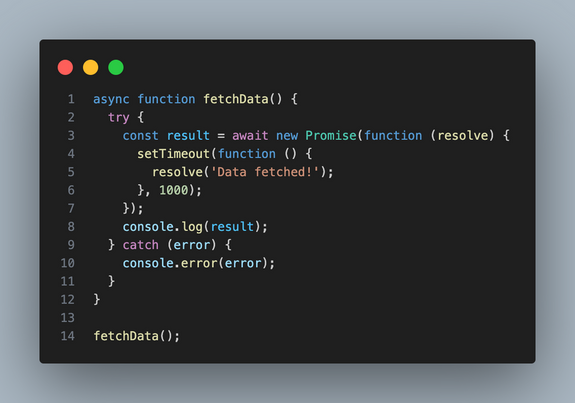 1 async function fetchData() {
2   try {
3     const result = await new Promise(function (resolve) {
4       setTimeout(function () {
5         resolve('Data fetched!');
6       }, 1000);
7     });
8     console.log(result);
9   } catch (error) {
10     console.error(error);
11   }
12 }
13
14 fetchData();